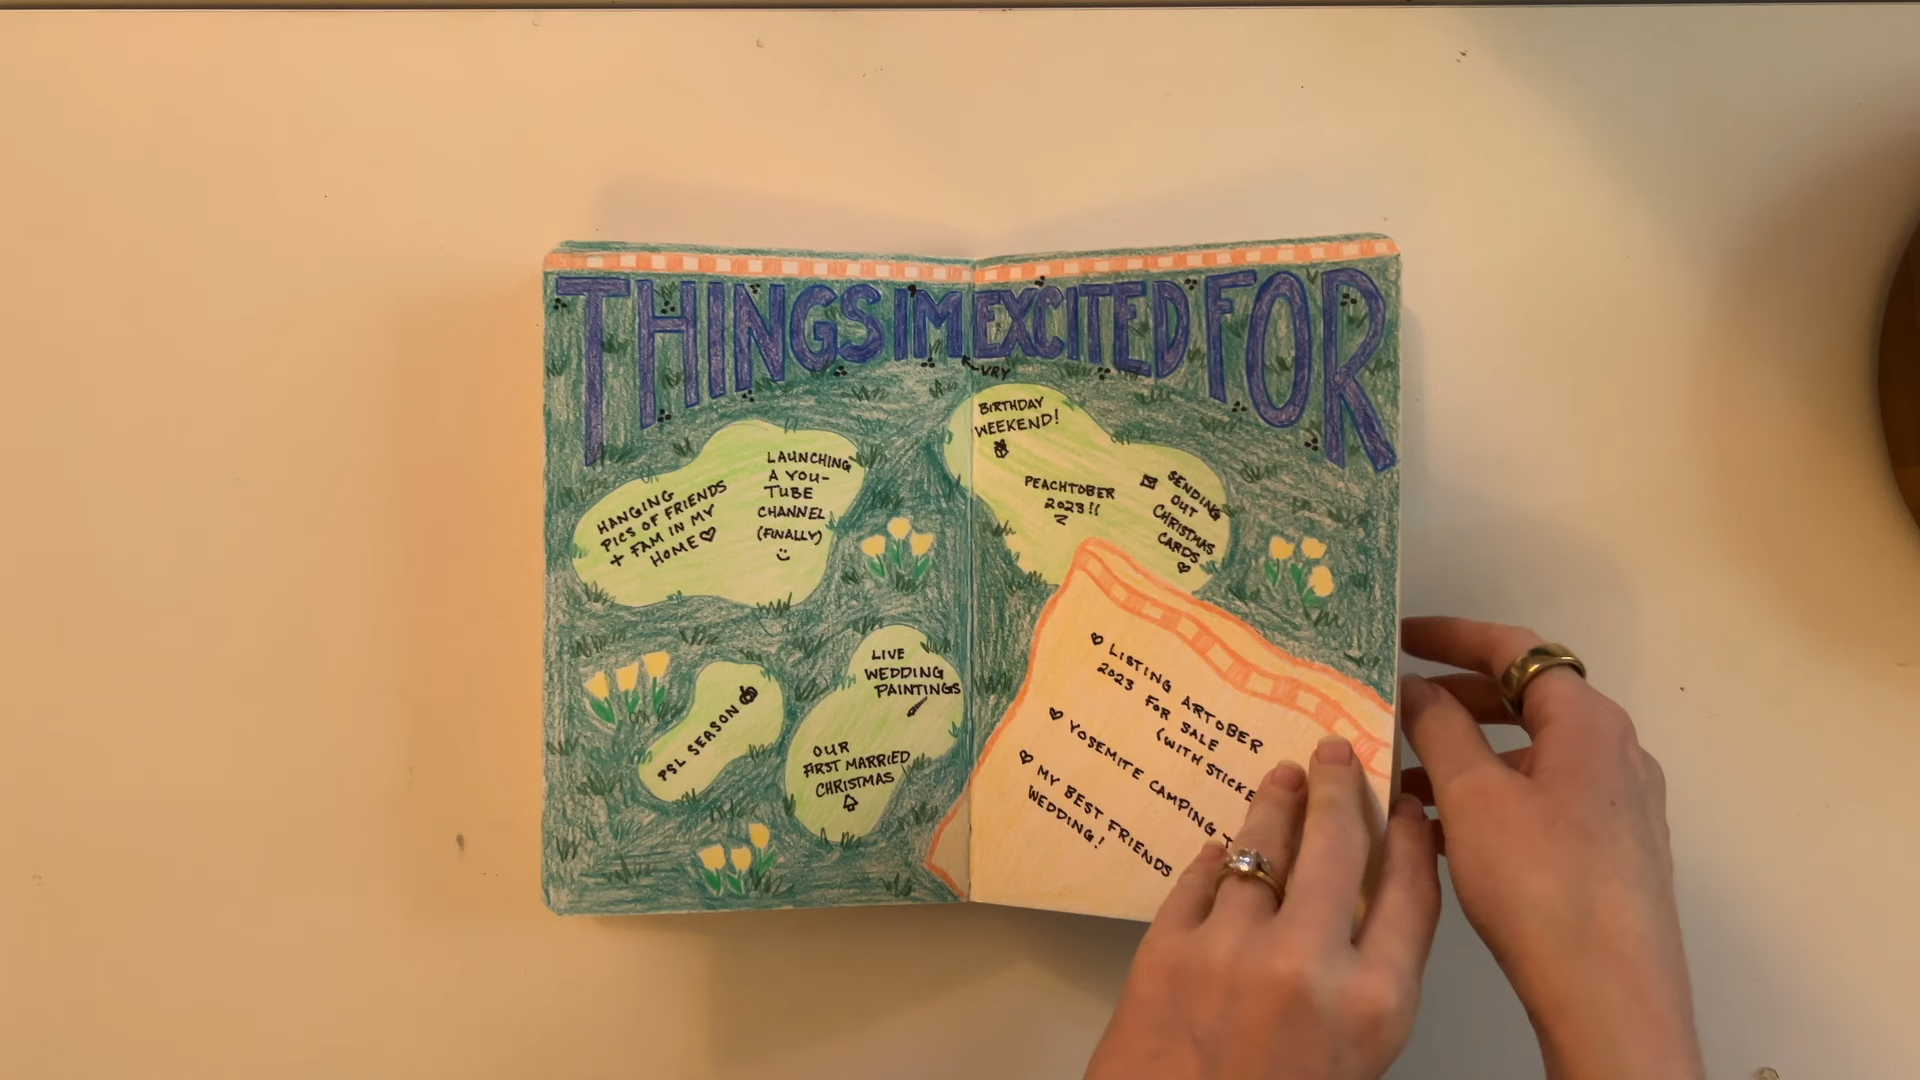 THINGS IM EXCITED FOR
VRY
HANGING
PICS OF FRIENDS
+ FAM IN MY
HOME
LAUNCHING
A YOU-
TUBE
CHANNEL
(FINALLY)
BIRTHDAY
WEEKEND!
PEACHTOBER
2023!!
SENDING
OUT
CHRISTMAS
CARDS
PSL SEASON
LIVE
WEDDING
PAINTINGS
OUR
FIRST MARRIED
CHRISTMAS
LISTING ARTOBER
2023 FOR SALE
(WITH
YOSEMITE CAMPING
MY BEST FRIENDS
WEDDING!